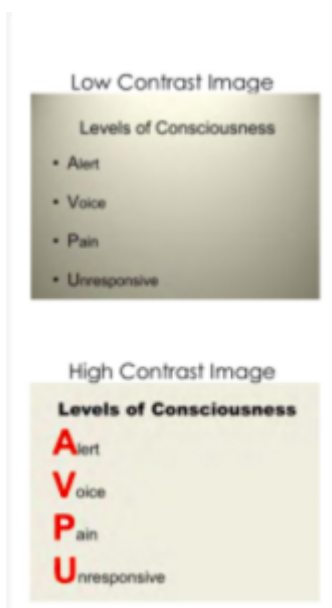 Low Contrast Image
Levels of Consciousness
• Alert
• Voice
• Pain
• Unresponsive
High Contrast Image
Levels of Consciousness
Alert
Voice
Pain
Unresponsive